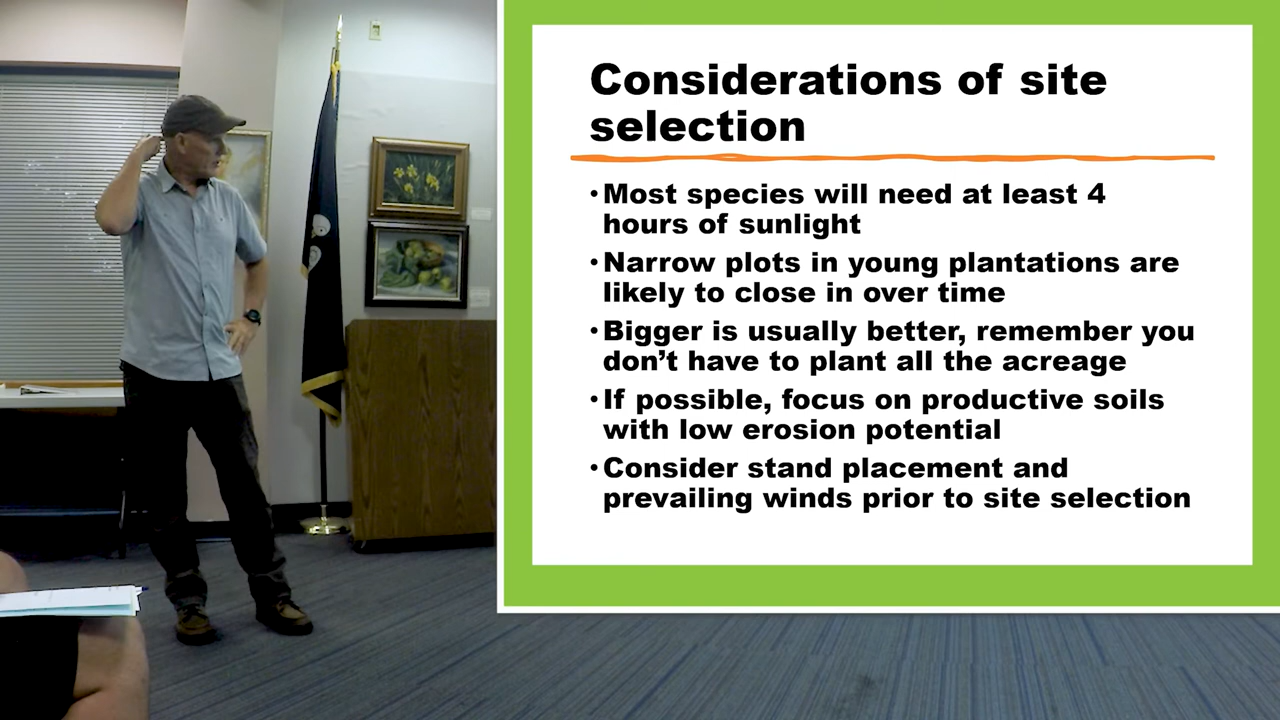 Considerations of site
selection
•Most species will need at least 4
hours of sunlight
•Narrow plots in young plantations are
likely to close in over time
•Bigger is usually better, remember you
don't have to plant all the acreage
•If possible, focus on productive soils
with low erosion potential
•Consider stand placement and
prevailing winds prior to site selection